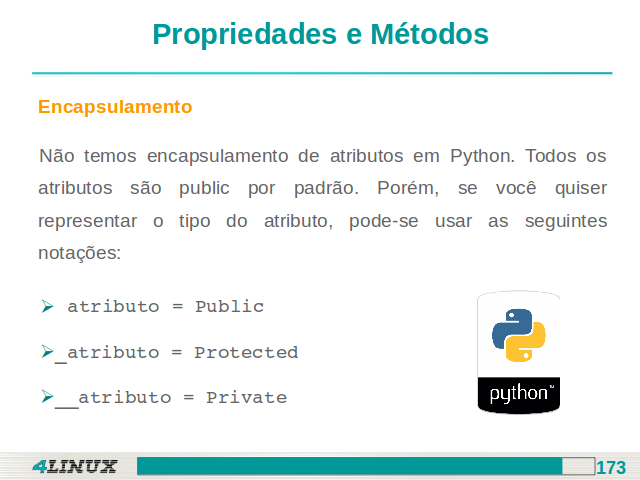 Propriedades e Métodos
Encapsulamento
Não temos encapsulamento de atributos em Python. Todos os
atributos são public por padrão. Porém, se você quiser
representar o tipo do atributo, pode-se usar as seguintes
notações:
atributo = Public
_atributo = Protected
__atributo = Private
python™
4LINUX
173